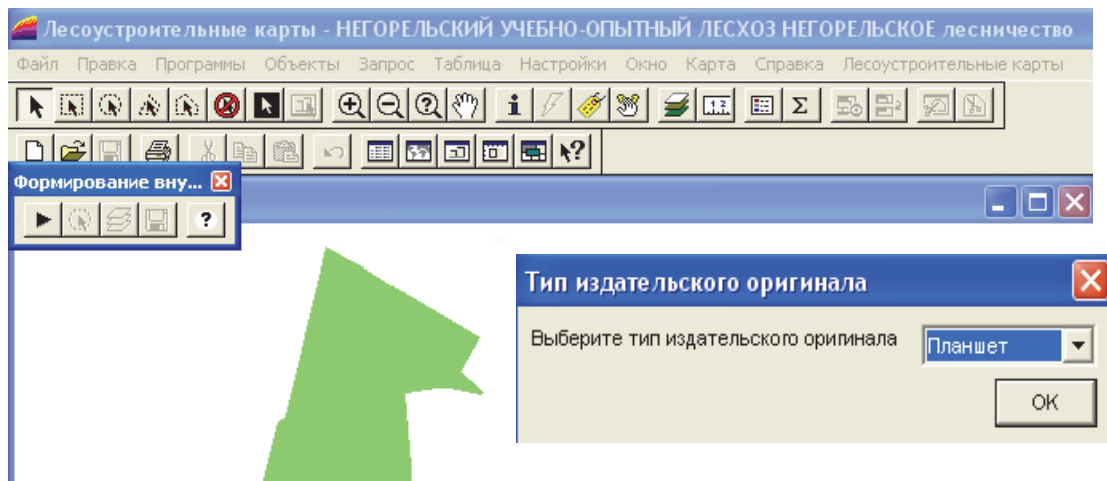 Лесоустроительные карты - НЕГОРЕЛЬСКИЙ УЧЕБНО-ОПЫТНЫЙ ЛЕСХОЗ НЕГОРЕЛЬСКОЕ лесничество
Файл Правка Программы Объекты Запрос Таблица Настройки Окно Карта Справка Лесоустроительные карты
Формирование вну...
Тип издательского оригинала
Выберите тип издательского оригинала
Планшет
OK